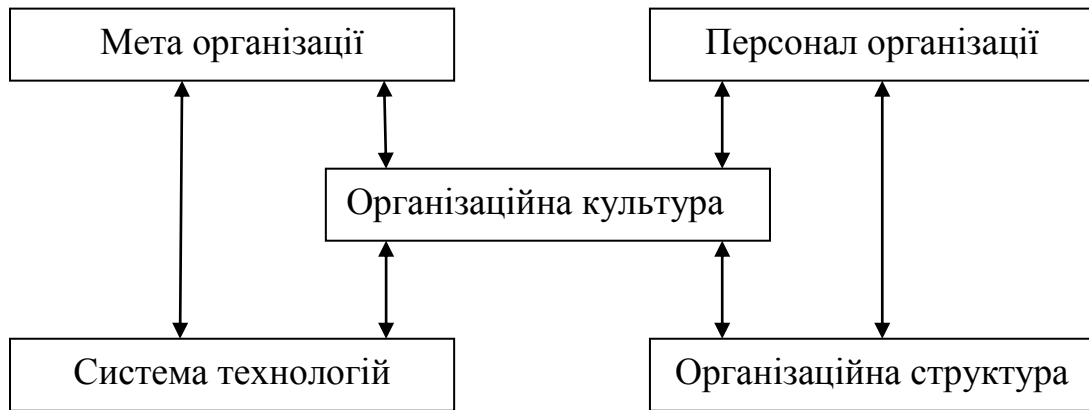 Мета організації
Персонал організації
Організаційна культура
Система технологій
Організаційна структура